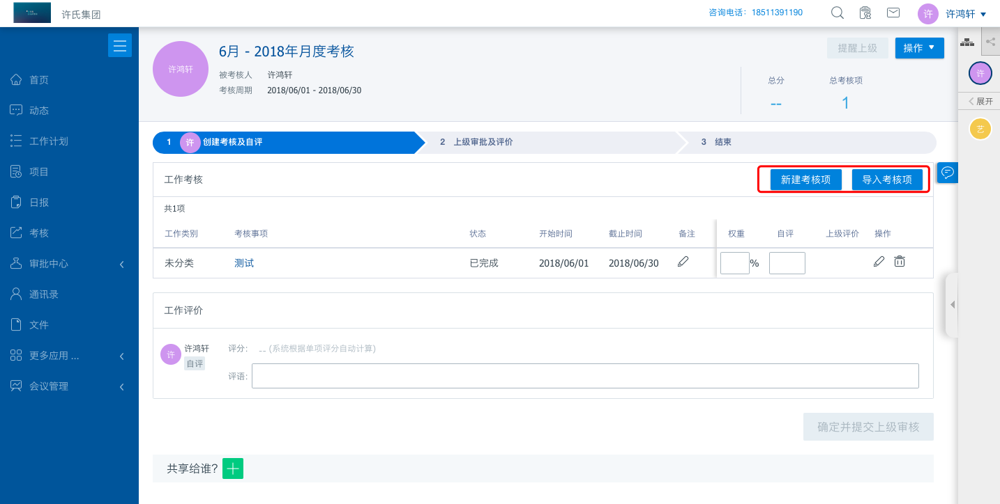 许氏集团
咨询电话：18511391190
许
许鸿轩
首页
动态
工作计划
项目
日报
考核
审批中心
通讯录
文件
更多应用 ...
会议管理
许鸿轩
6月 - 2018年月度考核
被考核人 许鸿轩
考核周期 2018/06/01 - 2018/06/30
提醒上级
操作
总分
--
总考核项
1
许
展开
艺
1 许 创建考核及自评
2 上级审批及评价
3 结束
工作考核
新建考核项
导入考核项
共1项
工作类别 考核事项 状态 开始时间 截止时间 备注 权重 自评 上级评价 操作
未分类 测试 已完成 2018/06/01 2018/06/30 %
工作评价
许
许鸿轩
自评
评分: -- (系统根据单项评分自动计算)
评语:
确定并提交上级审核
共享给谁?